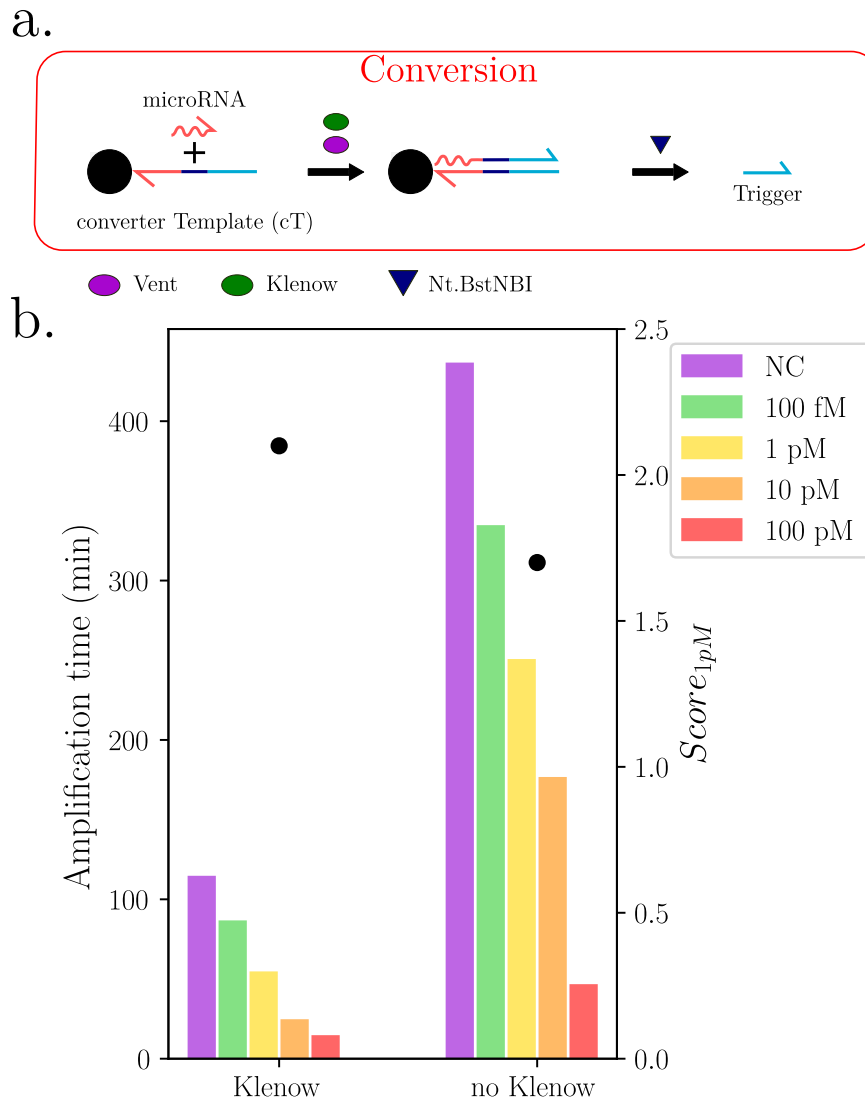 a.
Conversion
microRNA
+
converter Template (cT)
Trigger
Vent
Klenow
Nt.BstNBI
b.
Amplification time (min)
400
300
200
100
0
2.5
2.0
1.5
1.0
0.5
0.0
Score1pM
NC
100 fM
1 pM
10 pM
100 pM
Klenow
no Klenow